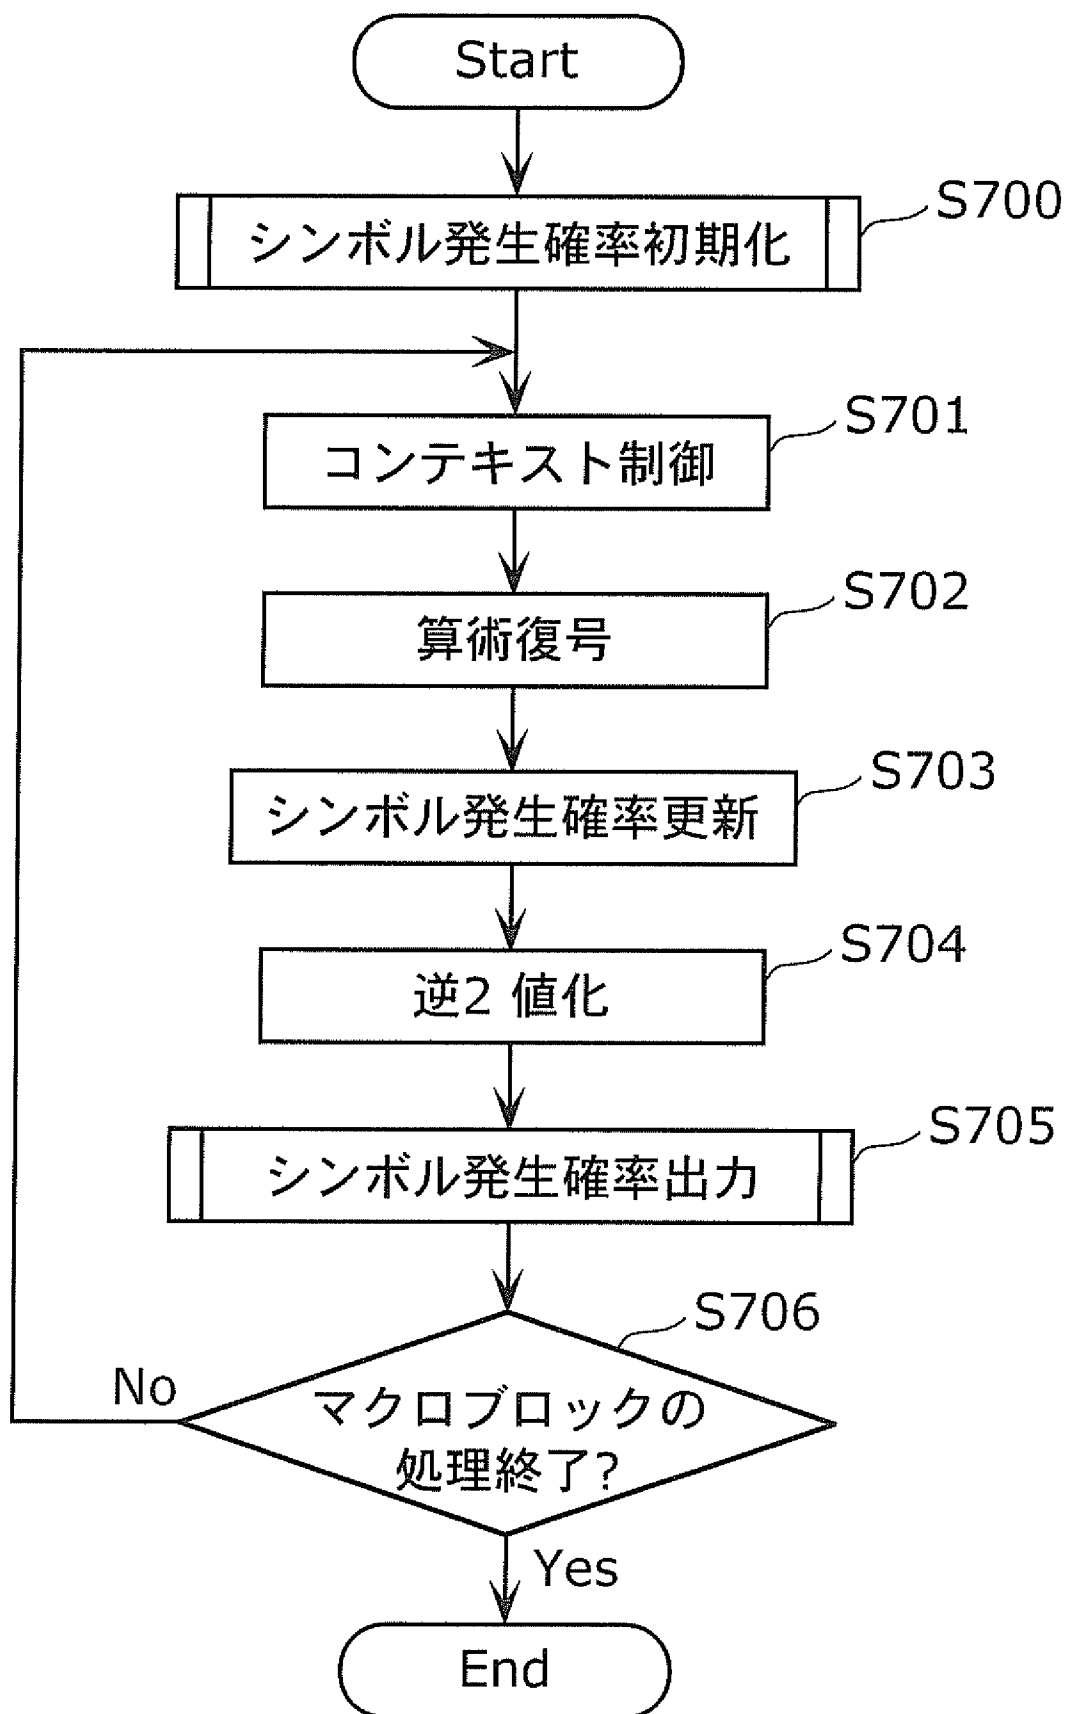 Start
シンボル発生確率初期化
S700
コンテキスト制御
S701
算術復号
S702
シンボル発生確率更新
S703
逆2 値化
S704
シンボル発生確率出力
S705
マクロブロックの
処理終了?
S706
No
Yes
End